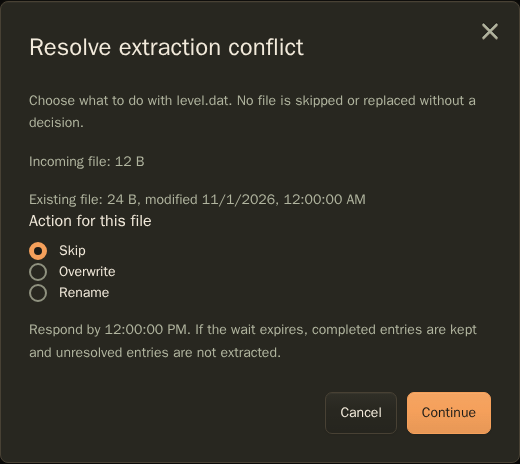 Resolve extraction conflict
Choose what to do with level.dat. No file is skipped or replaced without a
decision.
Incoming file: 12 B
Existing file: 24 B, modified 11/1/2026, 12:00:00 AM
Action for this file
Skip
Overwrite
Rename
Respond by 12:00:00 PM. If the wait expires, completed entries are kept
and unresolved entries are not extracted.
Cancel
Continue